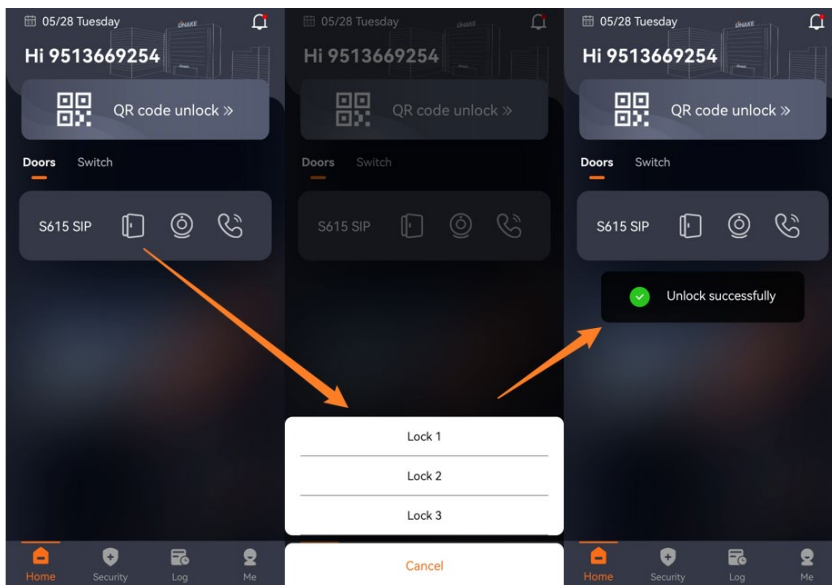 05/28 Tuesday
Hi 9513669254
QR code unlock »
Doors Switch
S615 SIP
Home Security Log Me
05/28 Tuesday
Hi 9513669254
QR code unlock »
Doors Switch
S615 SIP
Lock 1
Lock 2
Lock 3
Cancel
05/28 Tuesday
Hi 9513669254
QR code unlock »
Doors Switch
S615 SIP
Unlock successfully
Home Security Log Me